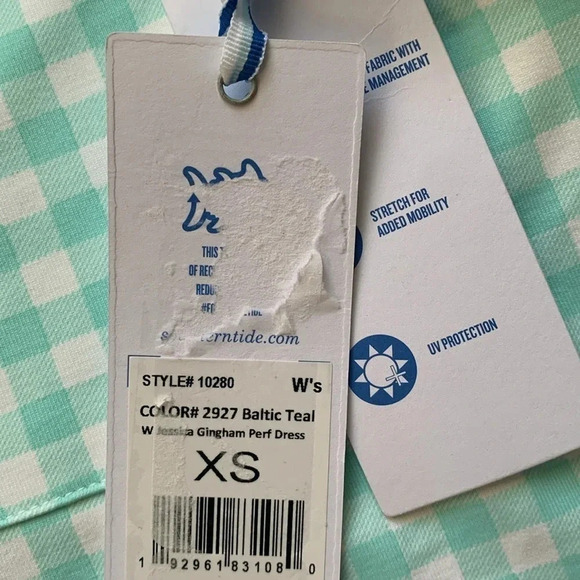 FABRIC WITH
MANAGEMENT
STRETCH FOR
ADDED MOBILITY
UV PROTECTION
THIS
OF REC
REDU
terntide.com
STYLE# 10280 W's
COLOR# 2927 Baltic Teal
W Jessica Gingham Perf Dress
XS
1 92961 83108 0